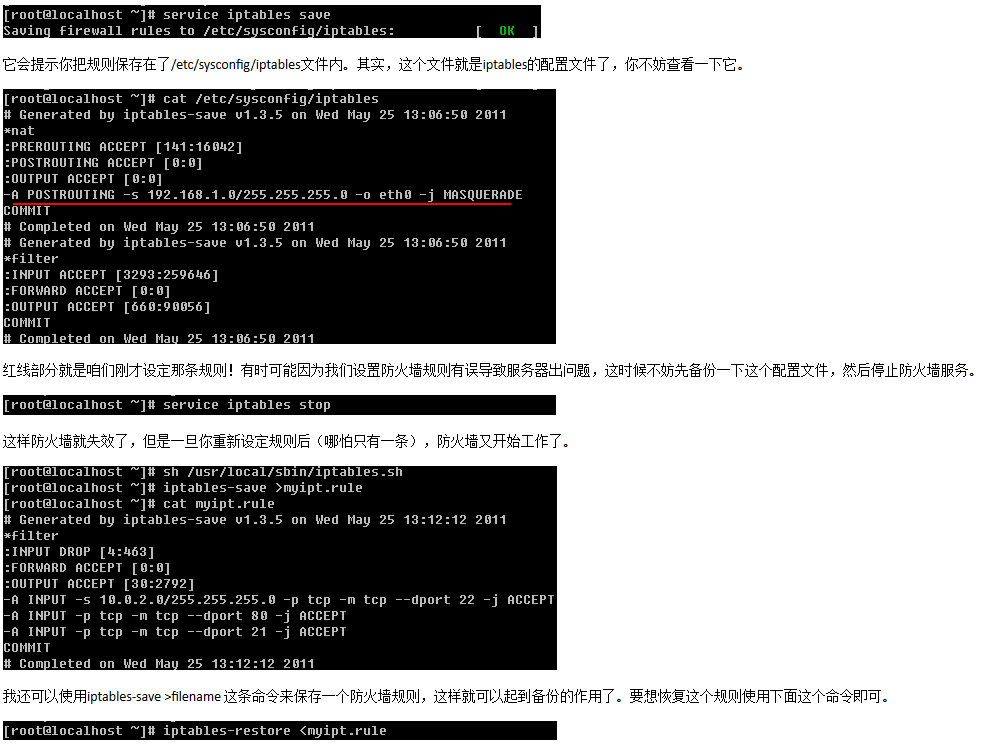 [root@localhost ~]# service iptables save
Saving firewall rules to /etc/sysconfig/iptables: [ OK ]
它会提示你把规则保存在了/etc/sysconfig/iptables文件内。其实，这个文件就是iptables的配置文件了，你不妨查看一下它。
[root@localhost ~]# cat /etc/sysconfig/iptables
# Generated by iptables-save v1.3.5 on Wed May 25 13:06:50 2011
*nat
:PREROUTING ACCEPT [141:16042]
:POSTROUTING ACCEPT [0:0]
:OUTPUT ACCEPT [0:0]
-A POSTROUTING -s 192.168.1.0/255.255.255.0 -o eth0 -j MASQUERADE
COMMIT
# Completed on Wed May 25 13:06:50 2011
# Generated by iptables-save v1.3.5 on Wed May 25 13:06:50 2011
*filter
:INPUT ACCEPT [3293:259646]
:FORWARD ACCEPT [0:0]
:OUTPUT ACCEPT [660:90056]
COMMIT
# Completed on Wed May 25 13:06:50 2011
红线部分就是咱们刚才设定那条规则！有时可能因为我们设置防火墙规则有误导致服务器出问题，这时候不妨先备份一下这个配置文件，然后停止防火墙服务。
[root@localhost ~]# service iptables stop
这样防火墙就失效了，但是一旦你重新设定规则后（哪怕只有一条），防火墙又开始工作了。
[root@localhost ~]# sh /usr/local/sbin/iptables.sh
[root@localhost ~]# iptables-save >myipt.rule
[root@localhost ~]# cat myipt.rule
# Generated by iptables-save v1.3.5 on Wed May 25 13:12:12 2011
*filter
:INPUT DROP [4:463]
:FORWARD ACCEPT [0:0]
:OUTPUT ACCEPT [30:2792]
-A INPUT -s 10.0.2.0/255.255.255.0 -p tcp -m tcp --dport 22 -j ACCEPT
-A INPUT -p tcp -m tcp --dport 80 -j ACCEPT
-A INPUT -p tcp -m tcp --dport 21 -j ACCEPT
COMMIT
# Completed on Wed May 25 13:12:12 2011
我还可以使用iptables-save >filename 这条命令来保存一个防火墙规则，这样就可以起到备份的作用了。要想恢复这个规则使用下面这个命令即可。
[root@localhost ~]# iptables-restore <myipt.rule